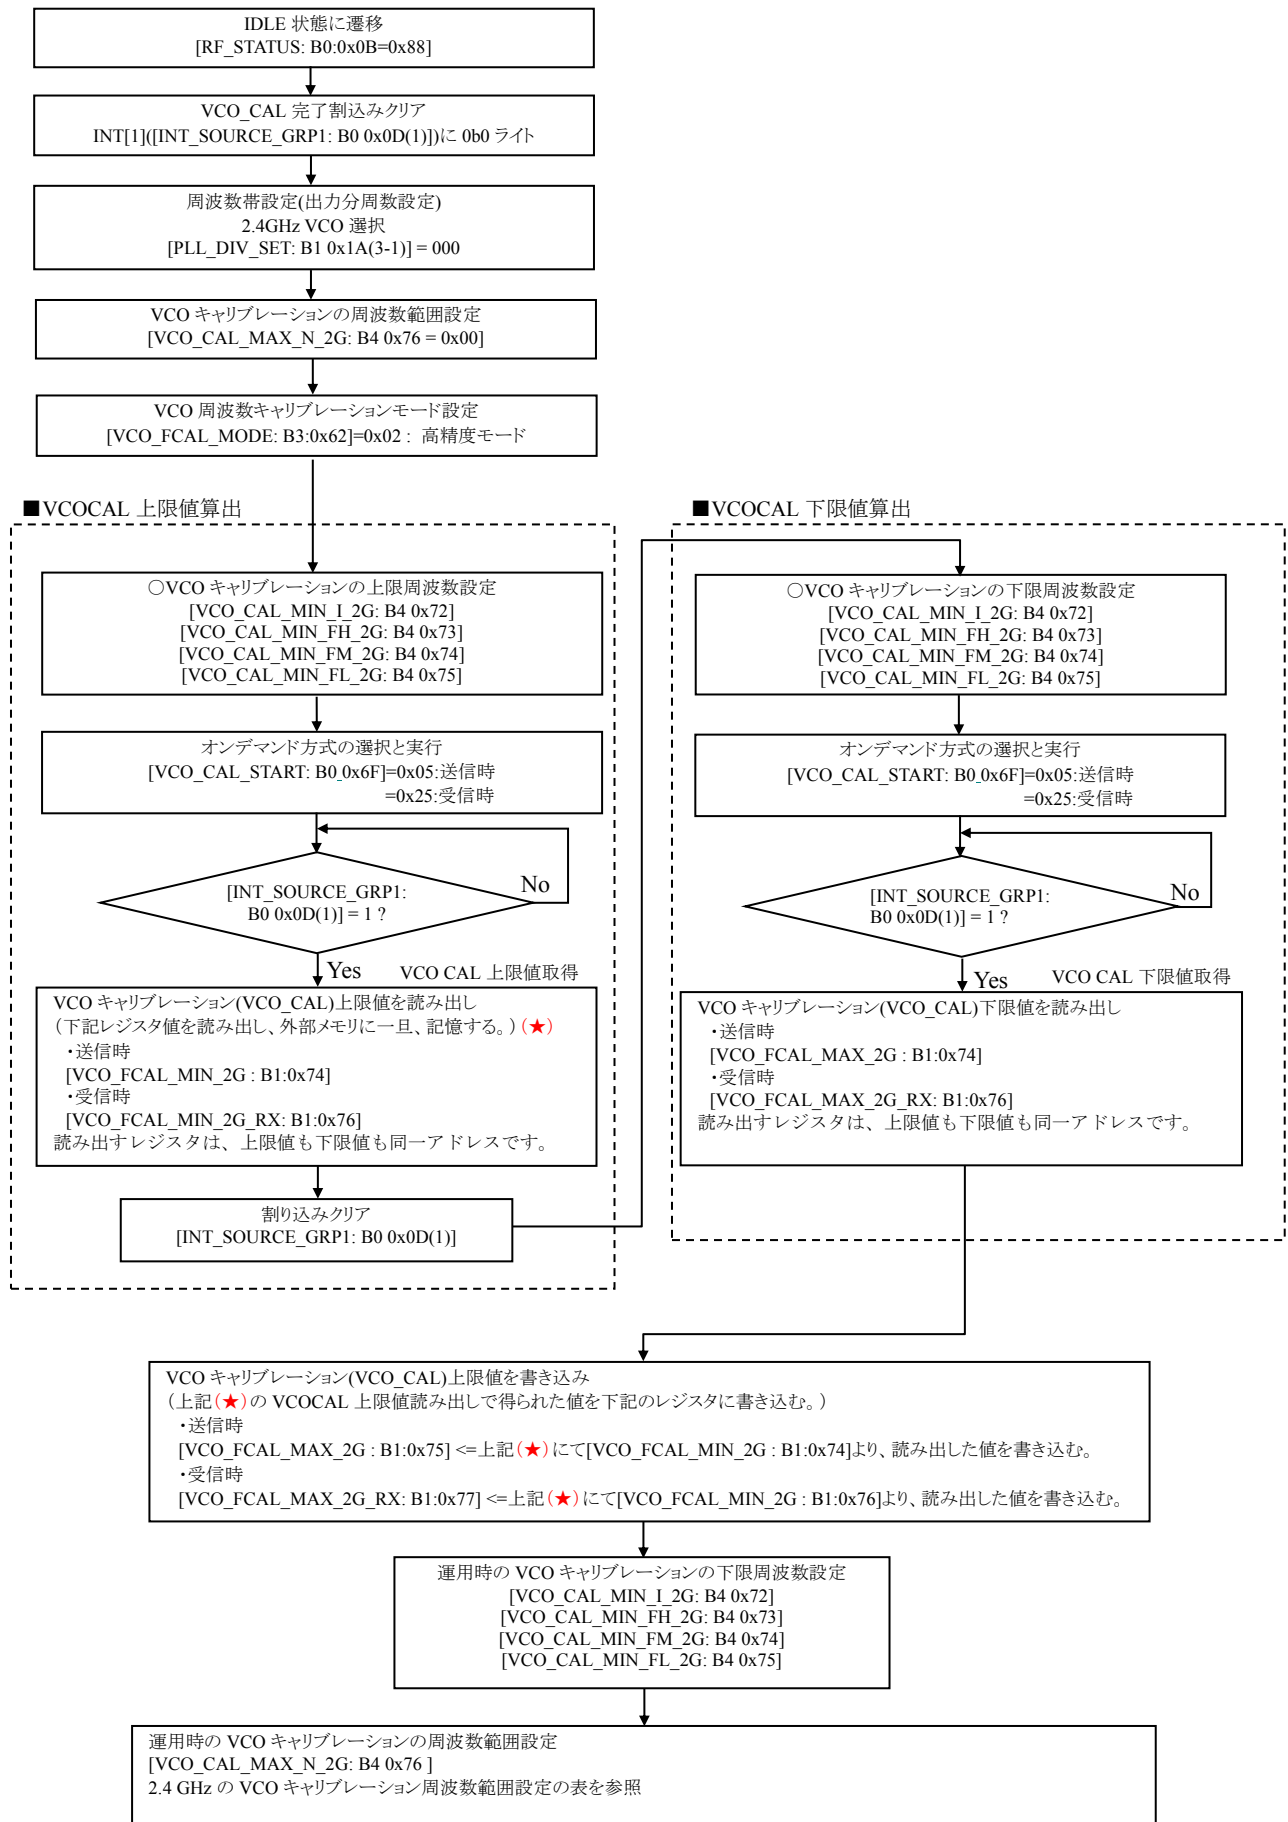 IDLE 状態に遷移
[RF_STATUS: B0:0x0B=0x88]
VCO_CAL 完了割込みクリア
INT[1]([INT_SOURCE_GRP1: B0 0x0D(1)])に 0b0 ライト
周波数帯設定(出力分周数設定)
2.4GHz VCO 選択
[PLL_DIV_SET: B1 0x1A(3-1)] = 000
VCO キャリブレーションの周波数範囲設定
[VCO_CAL_MAX_N_2G: B4 0x76 = 0x00]
VCO 周波数キャリブレーションモード設定
[VCO_FCAL_MODE: B3:0x62]=0x02 : 高精度モード
■VCOCAL 上限値算出
○VCO キャリブレーションの上限周波数設定
[VCO_CAL_MIN_I_2G: B4 0x72]
[VCO_CAL_MIN_FH_2G: B4 0x73]
[VCO_CAL_MIN_FM_2G: B4 0x74]
[VCO_CAL_MIN_FL_2G: B4 0x75]
オンデマンド方式の選択と実行
[VCO_CAL_START: B0 0x6F]=0x05:送信時
=0x25:受信時
[INT_SOURCE_GRP1:
B0 0x0D(1)] = 1 ?
No
Yes
VCO CAL 上限値取得
VCO キャリブレーション(VCO_CAL)上限値を読み出し
（下記レジスタ値を読み出し、外部メモリに一旦、記憶する。）(★)
・送信時
[VCO_FCAL_MIN_2G : B1:0x74]
・受信時
[VCO_FCAL_MIN_2G_RX: B1:0x76]
読み出すレジスタは、上限値も下限値も同一アドレスです。
割り込みクリア
[INT_SOURCE_GRP1: B0 0x0D(1)]
■VCOCAL 下限値算出
○VCO キャリブレーションの下限周波数設定
[VCO_CAL_MIN_I_2G: B4 0x72]
[VCO_CAL_MIN_FH_2G: B4 0x73]
[VCO_CAL_MIN_FM_2G: B4 0x74]
[VCO_CAL_MIN_FL_2G: B4 0x75]
オンデマンド方式の選択と実行
[VCO_CAL_START: B0 0x6F]=0x05:送信時
=0x25:受信時
[INT_SOURCE_GRP1:
B0 0x0D(1)] = 1 ?
No
Yes
VCO CAL 下限値取得
VCO キャリブレーション(VCO_CAL)下限値を読み出し
・送信時
[VCO_FCAL_MAX_2G : B1:0x74]
・受信時
[VCO_FCAL_MAX_2G_RX: B1:0x76]
読み出すレジスタは、上限値も下限値も同一アドレスです。
VCO キャリブレーション(VCO_CAL)上限値を書き込み
（上記(★)の VCOCAL 上限値読み出しで得られた値を下記のレジスタに書き込む。）
・送信時
[VCO_FCAL_MAX_2G : B1:0x75] <=上記(★)にて[VCO_FCAL_MIN_2G : B1:0x74]より、読み出した値を書き込む。
・受信時
[VCO_FCAL_MAX_2G_RX: B1:0x77] <=上記(★)にて[VCO_FCAL_MIN_2G : B1:0x76]より、読み出した値を書き込む。
運用時の VCO キャリブレーションの下限周波数設定
[VCO_CAL_MIN_I_2G: B4 0x72]
[VCO_CAL_MIN_FH_2G: B4 0x73]
[VCO_CAL_MIN_FM_2G: B4 0x74]
[VCO_CAL_MIN_FL_2G: B4 0x75]
運用時の VCO キャリブレーションの周波数範囲設定
[VCO_CAL_MAX_N_2G: B4 0x76 ]
2.4 GHz の VCO キャリブレーション周波数範囲設定の表を参照